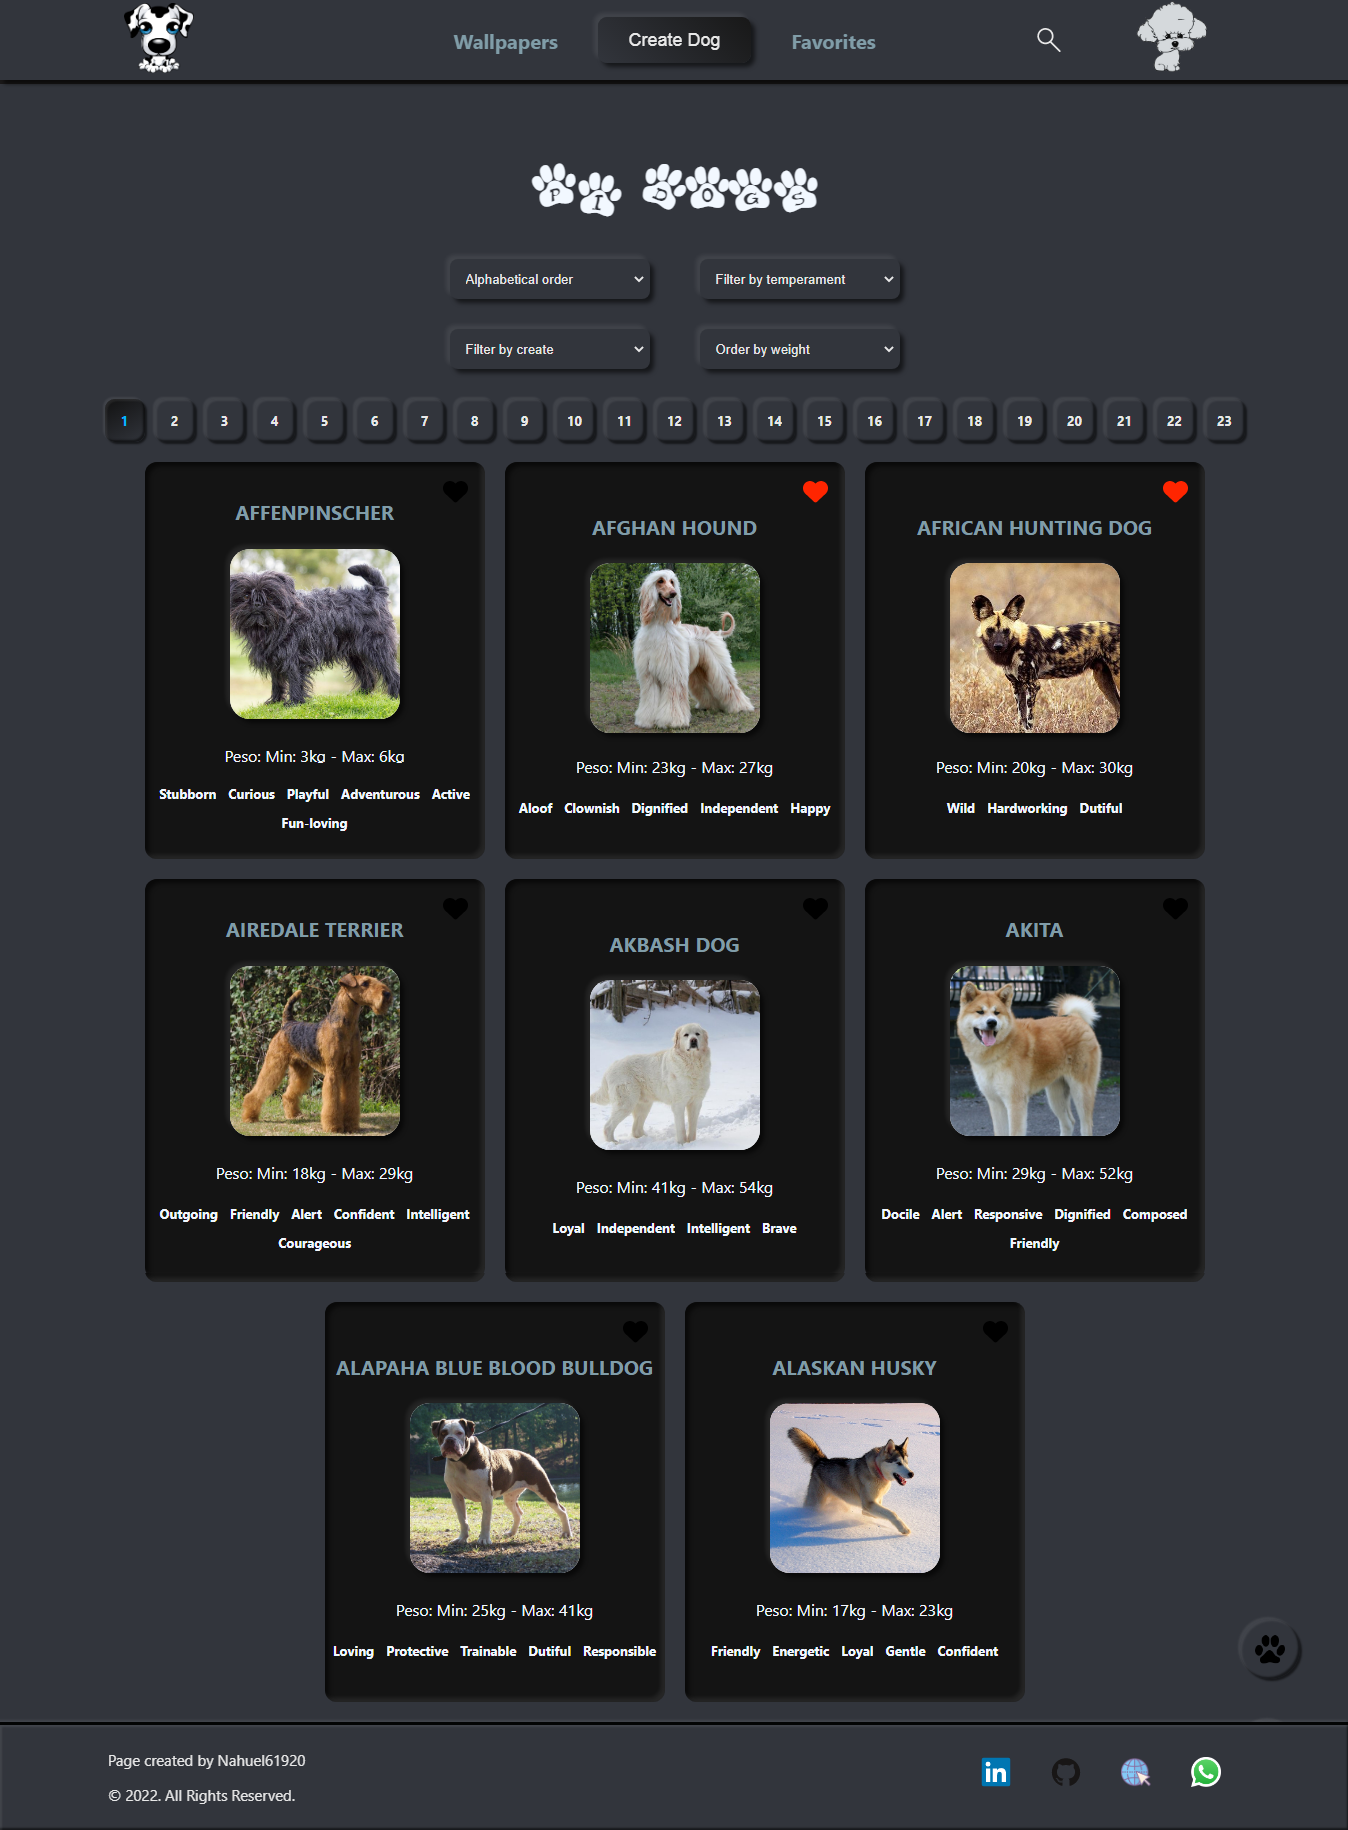 Wallpapers Create Dog Favorites
PI DOGS
Alphabetical order Filter by temperament
Filter by create Order by weight
1 2 3 4 5 6 7 8 9 10 11 12 13 14 15 16 17 18 19 20 21 22 23
AFFENPINSCHER
Peso: Min: 3kg - Max: 6kg
Stubborn Curious Playful Adventurous Active
Fun-loving
AFGHAN HOUND
Peso: Min: 23kg - Max: 27kg
Aloof Clownish Dignified Independent Happy
AFRICAN HUNTING DOG
Peso: Min: 20kg - Max: 30kg
Wild Hardworking Dutiful
AIREDALE TERRIER
Peso: Min: 18kg - Max: 29kg
Outgoing Friendly Alert Confident Intelligent
Courageous
AKBASH DOG
Peso: Min: 41kg - Max: 54kg
Loyal Independent Intelligent Brave
AKITA
Peso: Min: 29kg - Max: 52kg
Docile Alert Responsive Dignified Composed
Friendly
ALAPAHA BLUE BLOOD BULLDOG
Peso: Min: 25kg - Max: 41kg
Loving Protective Trainable Dutiful Responsible
ALASKAN HUSKY
Peso: Min: 17kg - Max: 23kg
Friendly Energetic Loyal Gentle Confident
Page created by Nahuel61920
© 2022. All Rights Reserved.
in